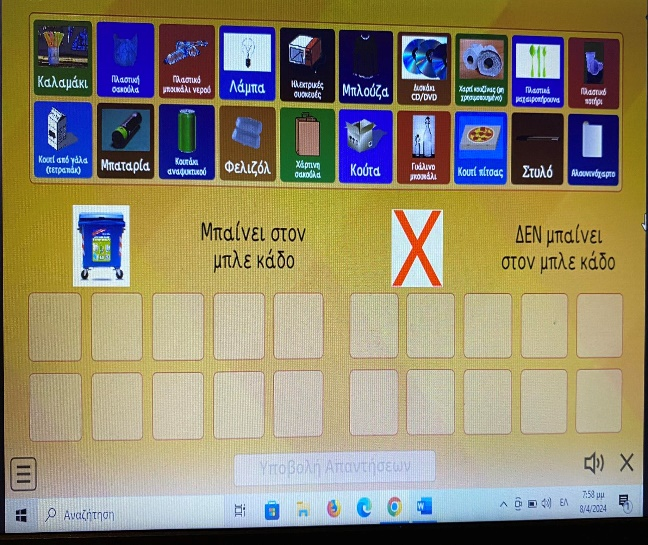 Καλαμάκι
Πλαστική
σακούλα
Πλαστικό
μπουκάλι νερού
Λάμπα
Ηλεκτρικές
συσκευές
Μπλούζα
Δισκάκι
CD/DVD
Χαρτί κουζίνας (μη
χρησιμοποιημένο)
Πλαστικά
μαχαιροπήρουνα
Πλαστικό
ποτήρι
Κουτί από γάλα
(τετραπάκ)
Μπαταρία
Κουτάκι
αναψυκτικού
Φελιζόλ
Χάρτινη
σακούλα
Κούτα
Γυάλινο
μπουκάλι
Κουτί πίτσας
Στυλό
Αλουμινόχαρτο
Μπαίνει στον
μπλε κάδο
ΔΕΝ μπαίνει
στον μπλε κάδο
Υποβολή Απαντήσεων
Αναζήτηση
ΕΛ
7:58 μμ
8/4/2024